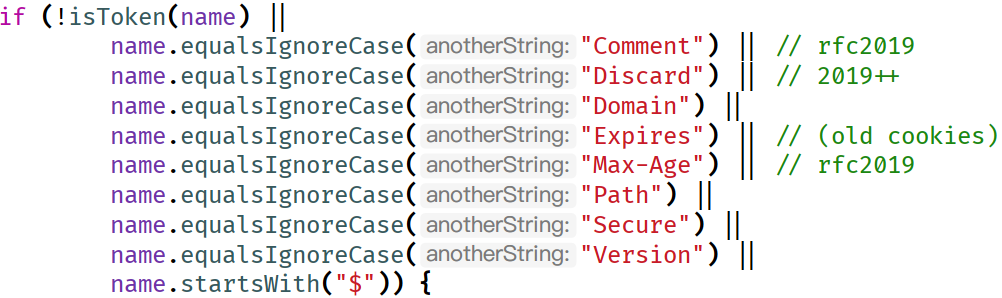 if (!isToken(name) ||
        name.equalsIgnoreCase( anotherString: "Comment") || // rfc2019
        name.equalsIgnoreCase( anotherString: "Discard") || // 2019++
        name.equalsIgnoreCase( anotherString: "Domain") ||
        name.equalsIgnoreCase( anotherString: "Expires") || // (old cookies)
        name.equalsIgnoreCase( anotherString: "Max-Age") || // rfc2019
        name.equalsIgnoreCase( anotherString: "Path") ||
        name.equalsIgnoreCase( anotherString: "Secure") ||
        name.equalsIgnoreCase( anotherString: "Version") ||
        name.startsWith("$")) {